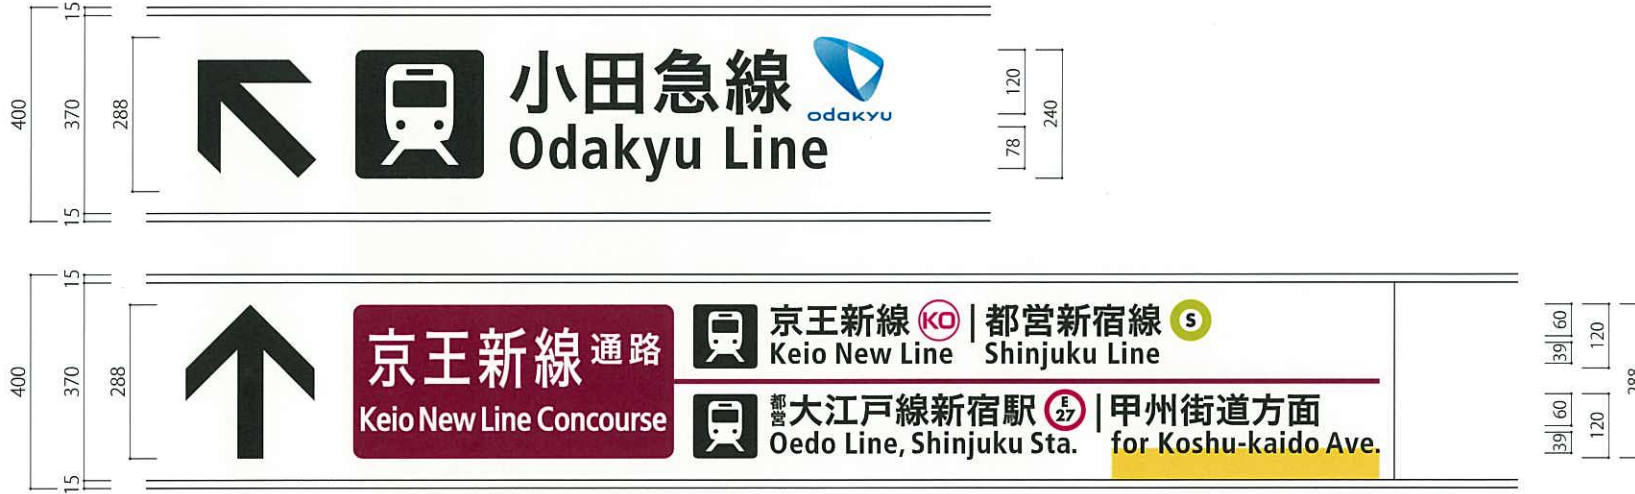 15
400
370
288
15
小田急線
odakyu
Odakyu Line
120
78
240
15
400
370
288
15
京王新線 通路
Keio New Line Concourse
京王新線 KO | 都営新宿線 S
Keio New Line Shinjuku Line
都営大江戸線新宿駅 E 27 | 甲州街道方面
Oedo Line, Shinjuku Sta. for Koshu-kaido Ave.
60
39
120
60
39
120
288